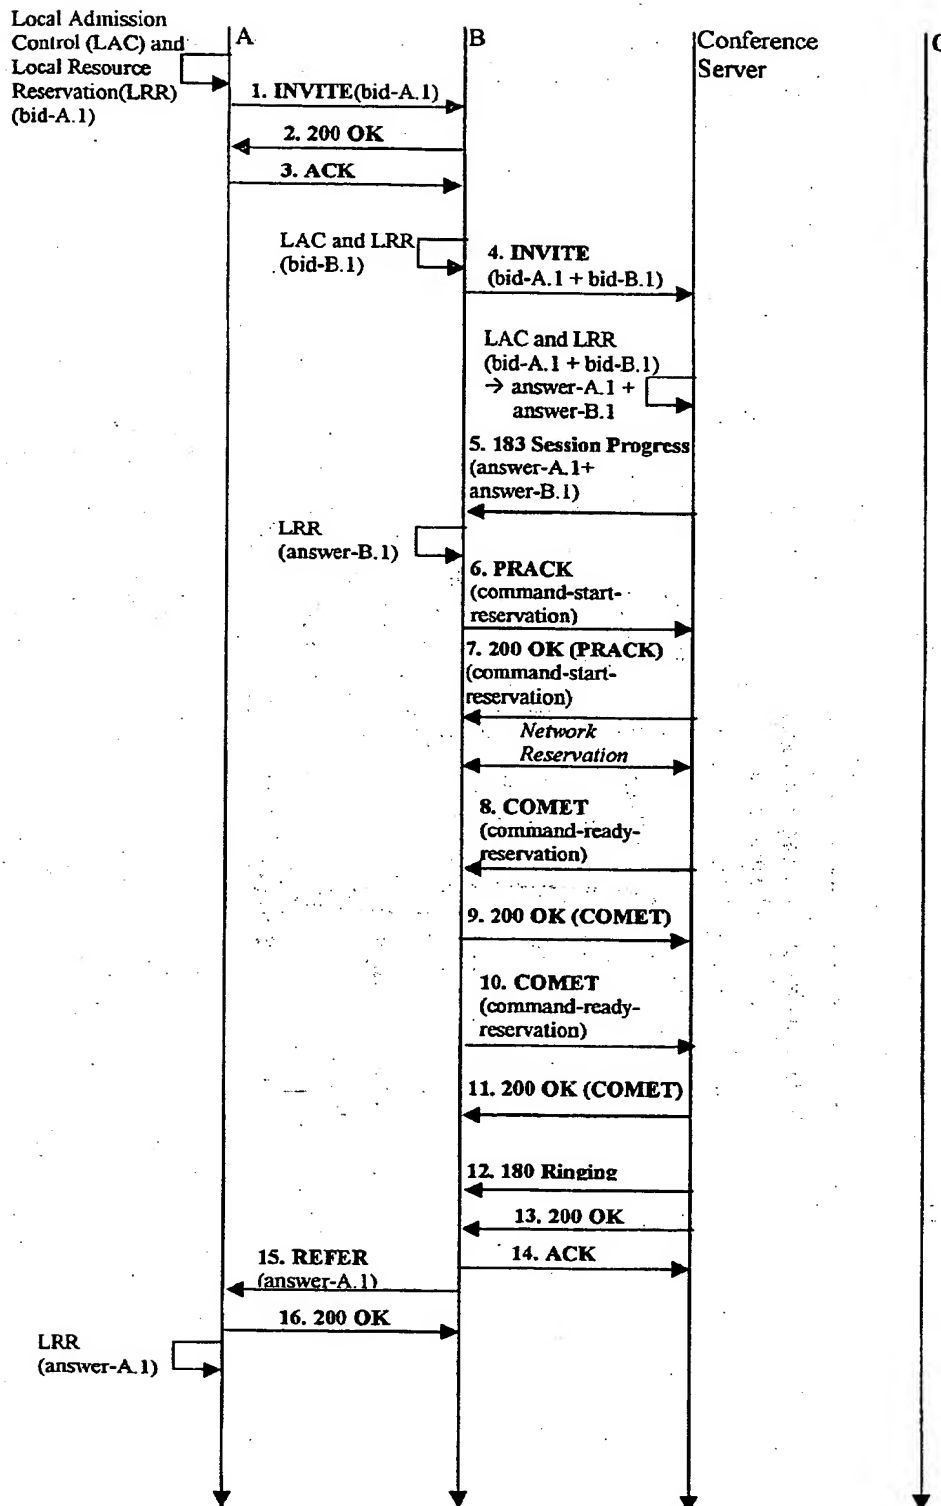 Local Admission
Control (LAC) and
Local Resource
Reservation(LRR)
(bid-A.1)
A
B
Conference
Server
1. INVITE(bid-A.1)
2. 200 OK
3. ACK
LAC and LRR
(bid-B.1)
4. INVITE
(bid-A.1 + bid-B.1)
LAC and LRR
(bid-A.1 + bid-B.1)
→ answer-A.1 +
answer-B.1
5. 183 Session Progress
(answer-A.1+
answer-B.1)
LRR
(answer-B.1)
6. PRACK
(command-start-
reservation)
7. 200 OK (PRACK)
(command-start-
reservation)
Network
Reservation
8. COMET
(command-ready-
reservation)
9. 200 OK (COMET)
10. COMET
(command-ready-
reservation)
11. 200 OK (COMET)
12. 180 Ringing
13. 200 OK
14. ACK
15. REFER
(answer-A.1)
16. 200 OK
LRR
(answer-A.1)